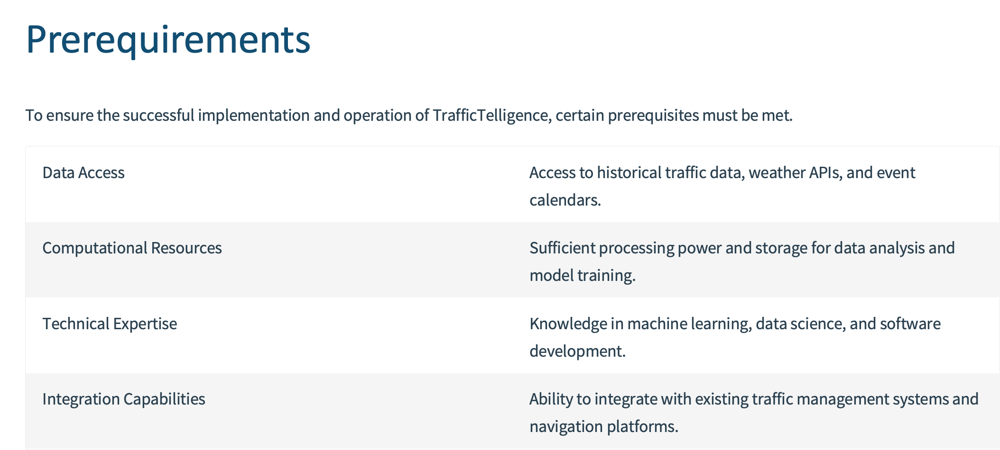 Prerequirements
To ensure the successful implementation and operation of TrafficTelligence, certain prerequisites must be met.
Data Access
Access to historical traffic data, weather APIs, and event
calendars.
Computational Resources
Sufficient processing power and storage for data analysis and
model training.
Technical Expertise
Knowledge in machine learning, data science, and software
development.
Integration Capabilities
Ability to integrate with existing traffic management systems and
navigation platforms.